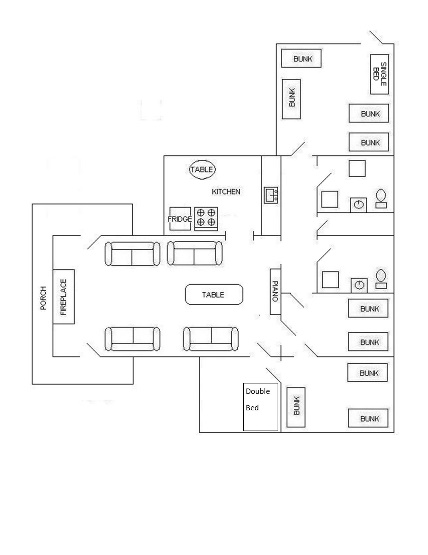 BUNK
SINGLE
BED
BUNK
BUNK
BUNK
TABLE
KITCHEN
FRIDGE
PORCH
FIREPLACE
TABLE
PIANO
BUNK
BUNK
BUNK
Double
Bed
BUNK
BUNK